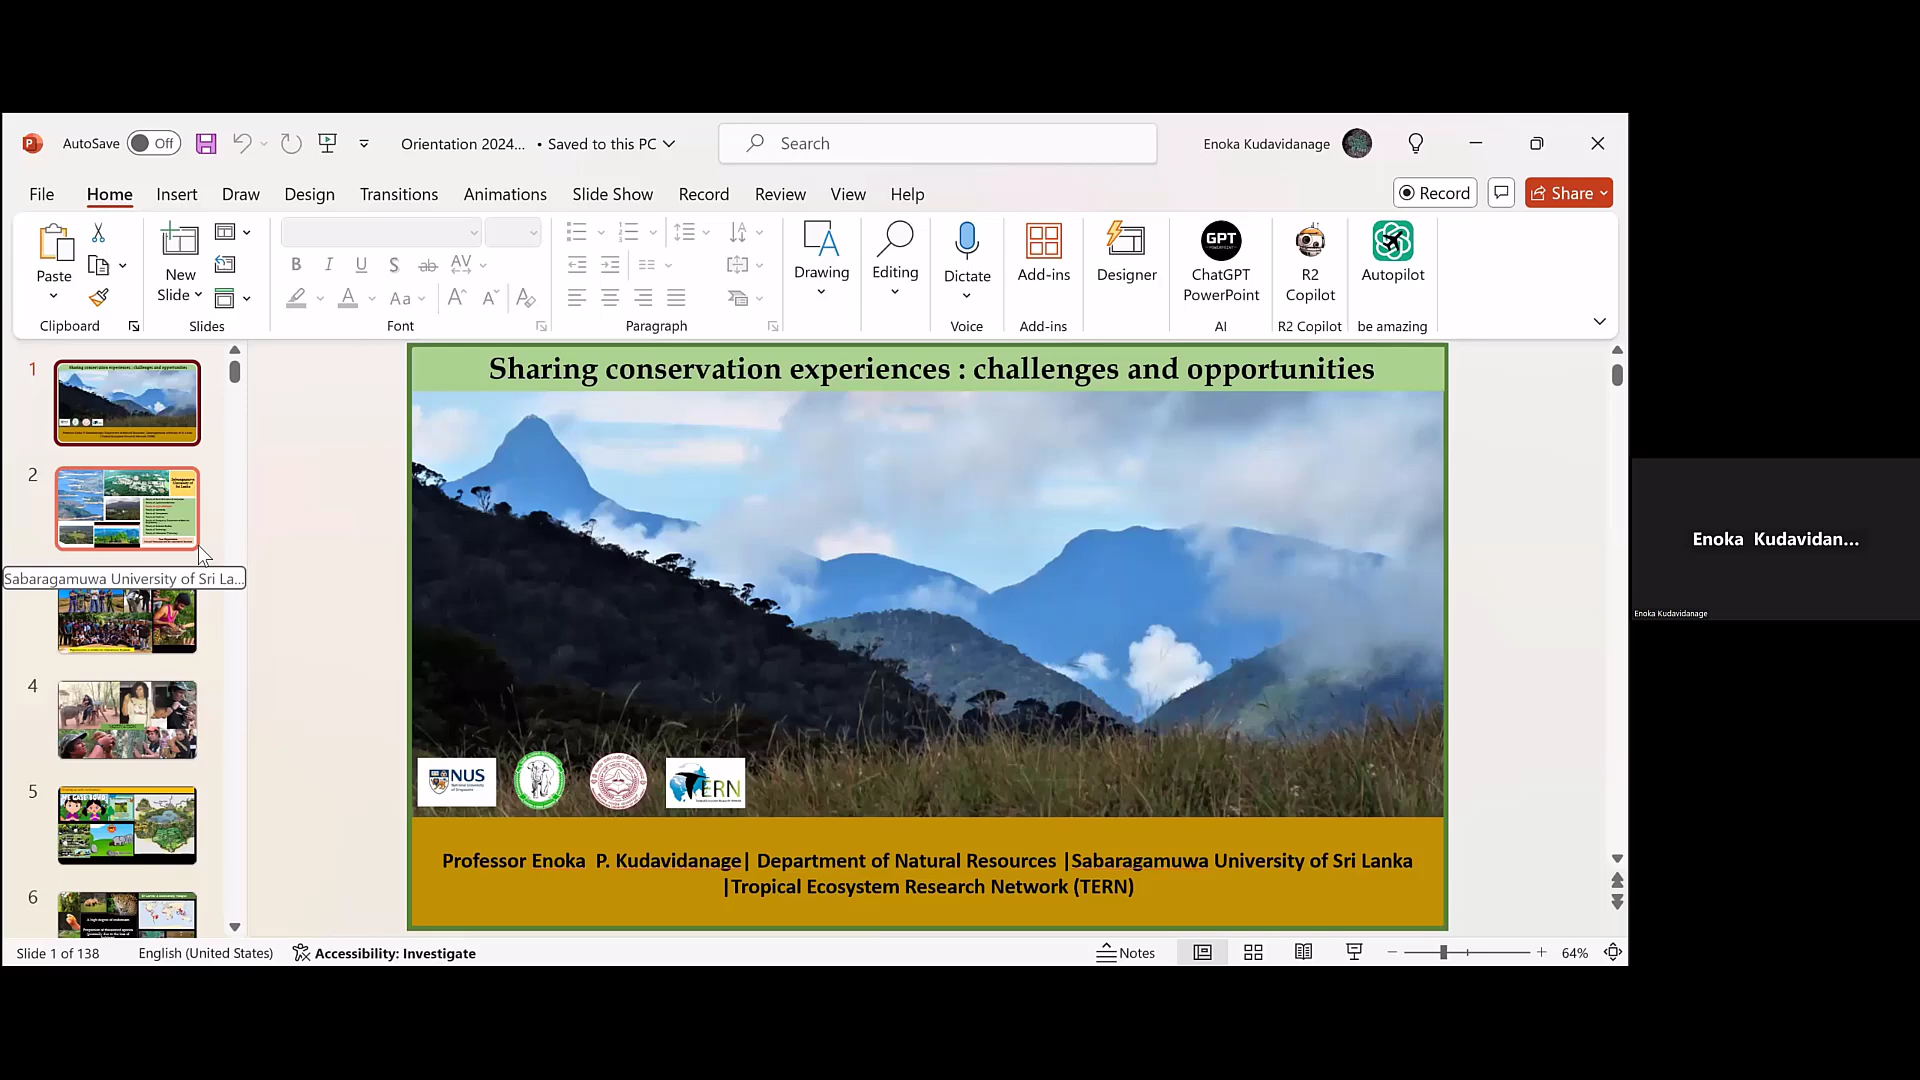 AutoSave Off Orientation 2024... • Saved to this PC Search Enoka Kudavidanage
File Home Insert Draw Design Transitions Animations Slide Show Record Review View Help Record Share
Paste New Slide Drawing Editing Dictate Add-ins Designer ChatGPT PowerPoint R2 Copilot Autopilot
Clipboard Slides Font Paragraph Voice Add-ins AI R2 Copilot be amazing
1
2
Sabaragamuwa University of Sri La...
4
5
6
Sharing conservation experiences : challenges and opportunities
NUS
National University of Singapore
TERN
Professor Enoka P. Kudavidanage| Department of Natural Resources |Sabaragamuwa University of Sri Lanka
|Tropical Ecosystem Research Network (TERN)
Enoka Kudavidan...
Enoka Kudavidanage
Slide 1 of 138 English (United States) Accessibility: Investigate Notes 64%